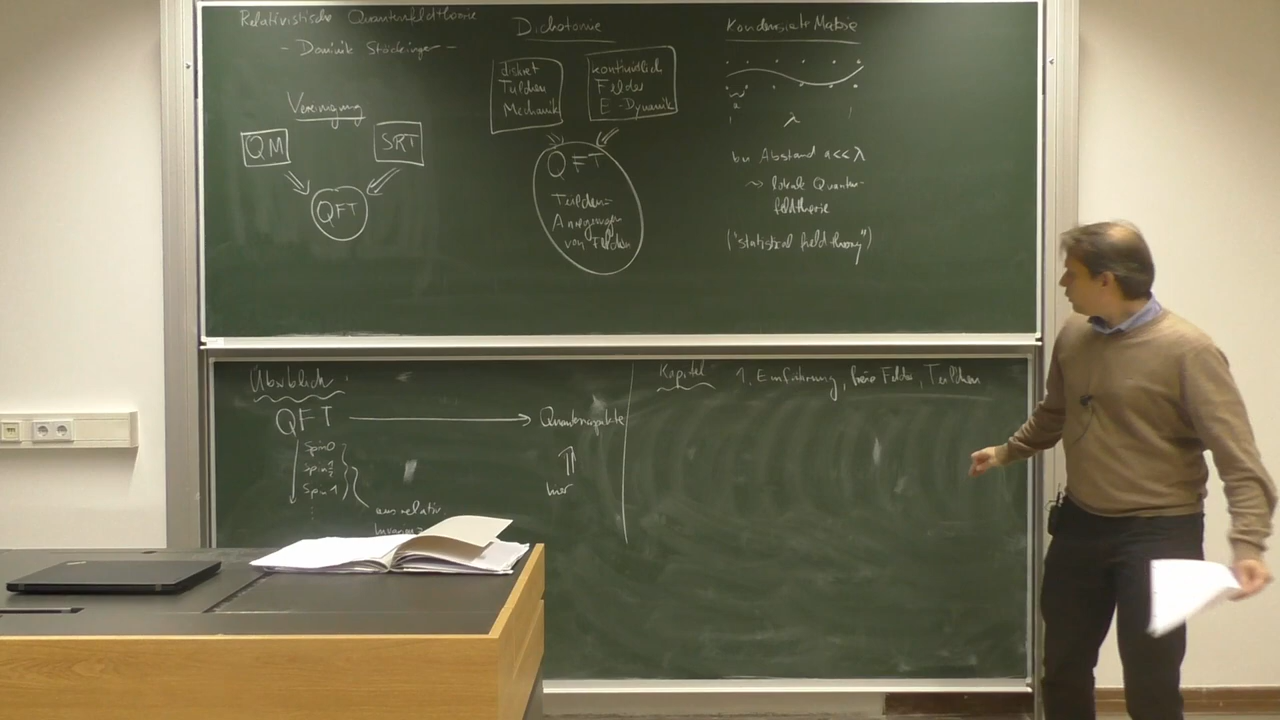 Relativistische Quantenfeldtheorie
- Dominik Stöckinger -
Vereinigung
QM
SRT
QFT
Dichotomie
diskret
Teilchen
Mechanik
kontinuierlich
Felder
E-Dynamik
QFT
Teilchen =
Anregungen
von Feldern
Kondensierte Materie
a
λ
bei Abstand a<<λ
~> lokale Quanten-
feldtheorie
("statistical field theory")
Überblick
QFT
Spin 0
Spin 1/2
Spin 1
aus relativ.
Invarianz
Quantenaspekte
hier
Kapitel
1. Einführung, freie Felder, Teilchen